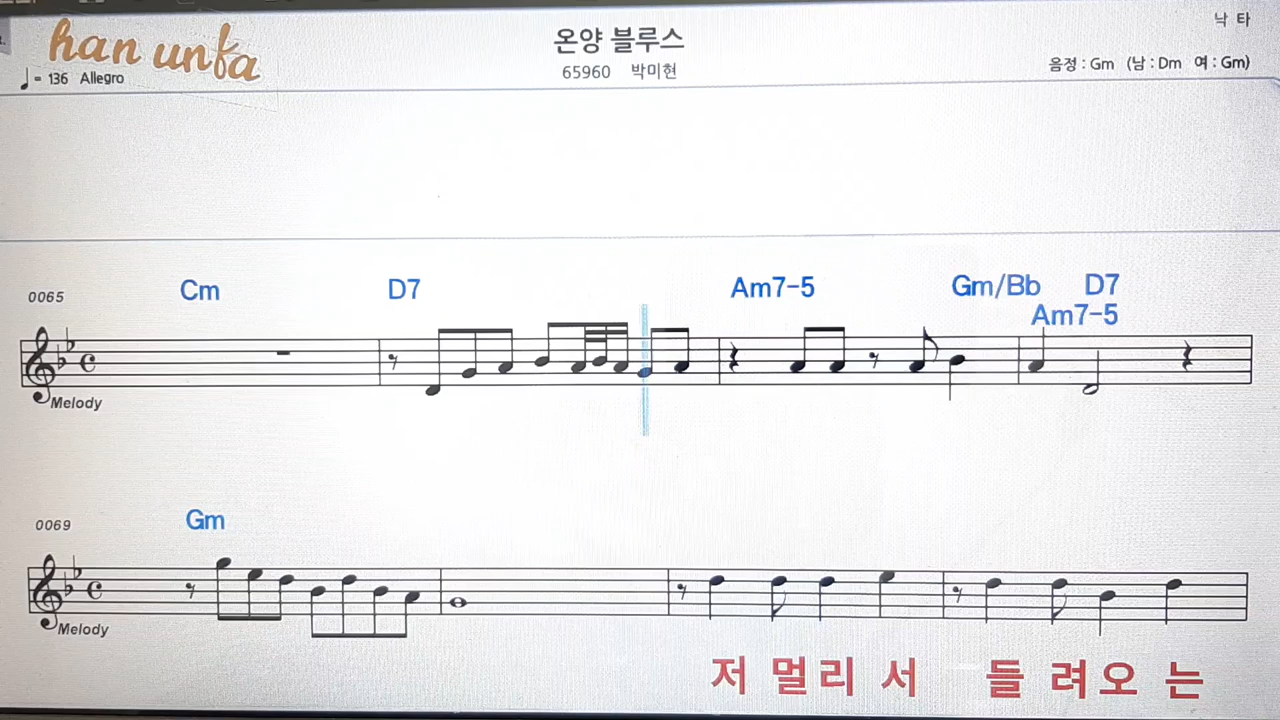 han unfa
낙 타
온양 블루스
♩= 136 Allegro
65960 박미현
음정 : Gm (남 : Dm 여 : Gm)
0065
Cm D7 Am7-5 Gm/Bb D7
Am7-5
Melody
0069
Gm
Melody
저 멀 리 서 들 려 오 는